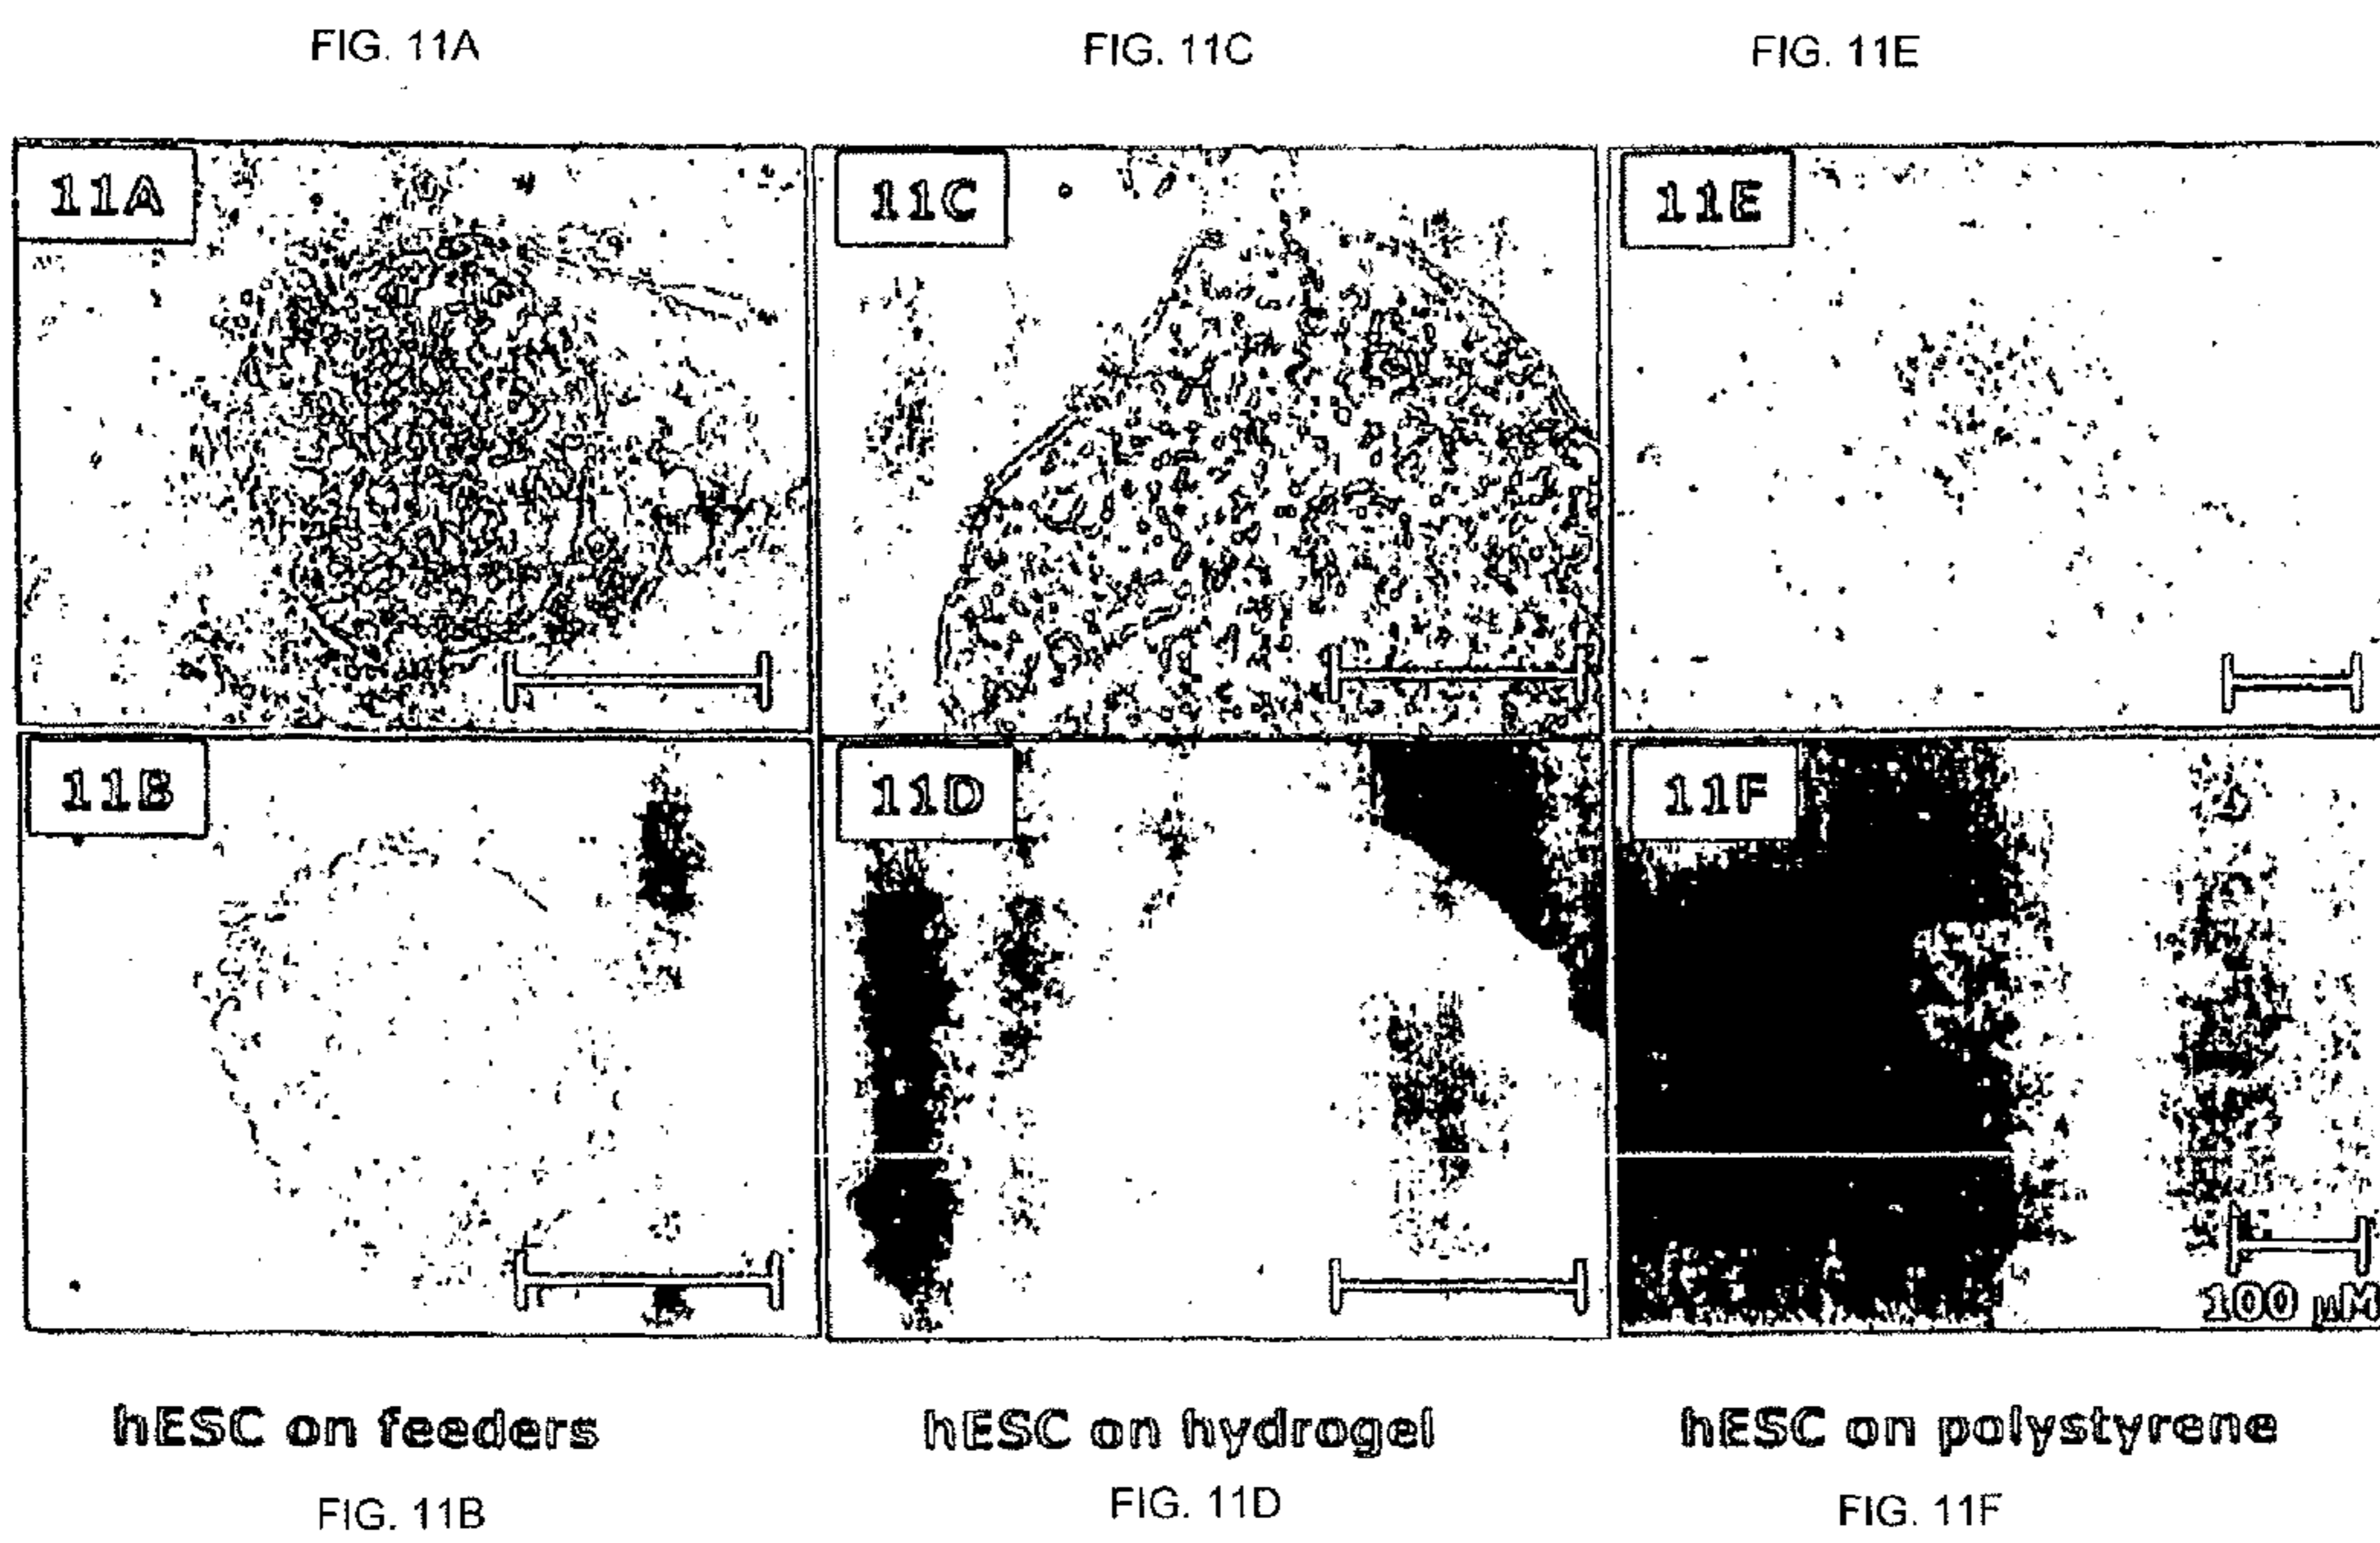 FIG. 11A
FIG. 11C
FIG. 11E
11A
11C
11E
11B
11D
11F
100 µM
hESC on feeders
hESC on hydrogel
hESC on polystyrene
FIG. 11B
FIG. 11D
FIG. 11F